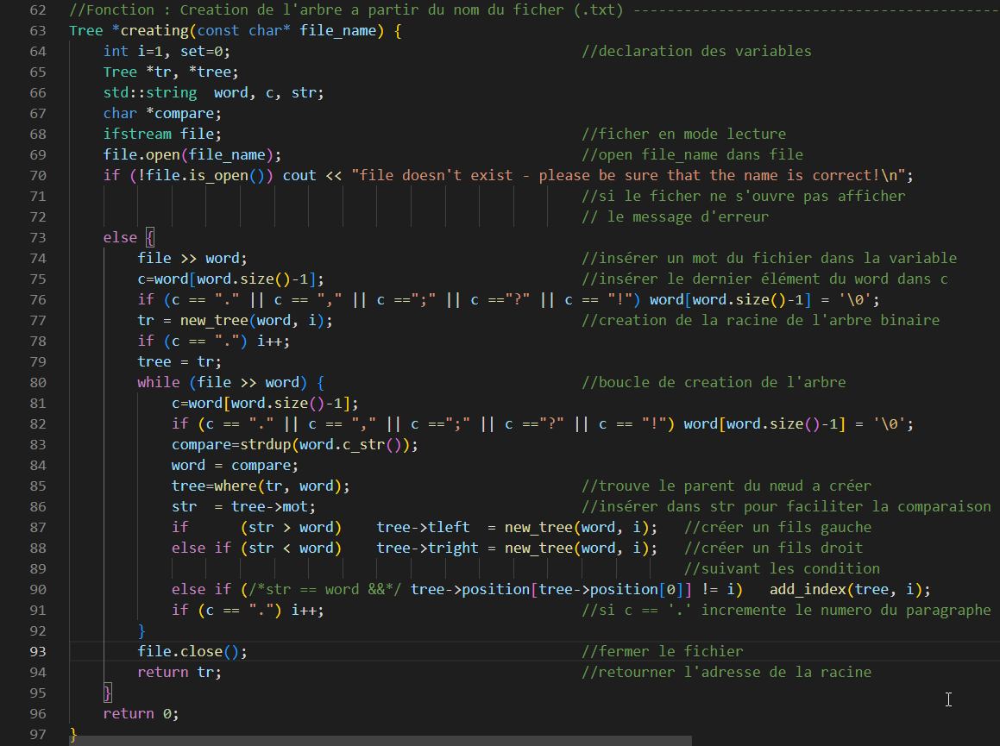 62 //Fonction : Creation de l'arbre a partir du nom du ficher (.txt) -------------------------------------------
63 Tree *creating(const char* file_name) {
64 int i=1, set=0; //declaration des variables
65 Tree *tr, *tree;
66 std::string  word, c, str;
67 char *compare;
68 ifstream file; //ficher en mode lecture
69 file.open(file_name); //open file_name dans file
70 if (!file.is_open()) cout << "file doesn't exist - please be sure that the name is correct!\n";
71 //si le ficher ne s'ouvre pas afficher
72 // le message d'erreur
73 else {
74 file >> word; //insérer un mot du fichier dans la variable
75 c=word[word.size()-1]; //insérer le dernier élément du word dans c
76 if (c == "." || c == "," || c ==";" || c =="?" || c == "!") word[word.size()-1] = '\0';
77 tr = new_tree(word, i); //creation de la racine de l'arbre binaire
78 if (c == ".") i++;
79 tree = tr;
80 while (file >> word) { //boucle de creation de l'arbre
81 c=word[word.size()-1];
82 if (c == "." || c == "," || c ==";" || c =="?" || c == "!") word[word.size()-1] = '\0';
83 compare=strdup(word.c_str());
84 word = compare;
85 tree=where(tr, word); //trouve le parent du nœud a créer
86 str  = tree->mot; //insérer dans str pour faciliter la comparaison
87 if (str > word) tree->tleft  = new_tree(word, i); //créer un fils gauche
88 else if (str < word) tree->tright = new_tree(word, i); //créer un fils droit
89 //suivant les condition
90 else if (/*str == word &&*/ tree->position[tree->position[0]] != i) add_index(tree, i);
91 if (c == ".") i++; //si c == '.' incremente le numero du paragraphe
92 }
93 file.close(); //fermer le fichier
94 return tr; //retourner l'adresse de la racine
95 }
96 return 0;
97 }